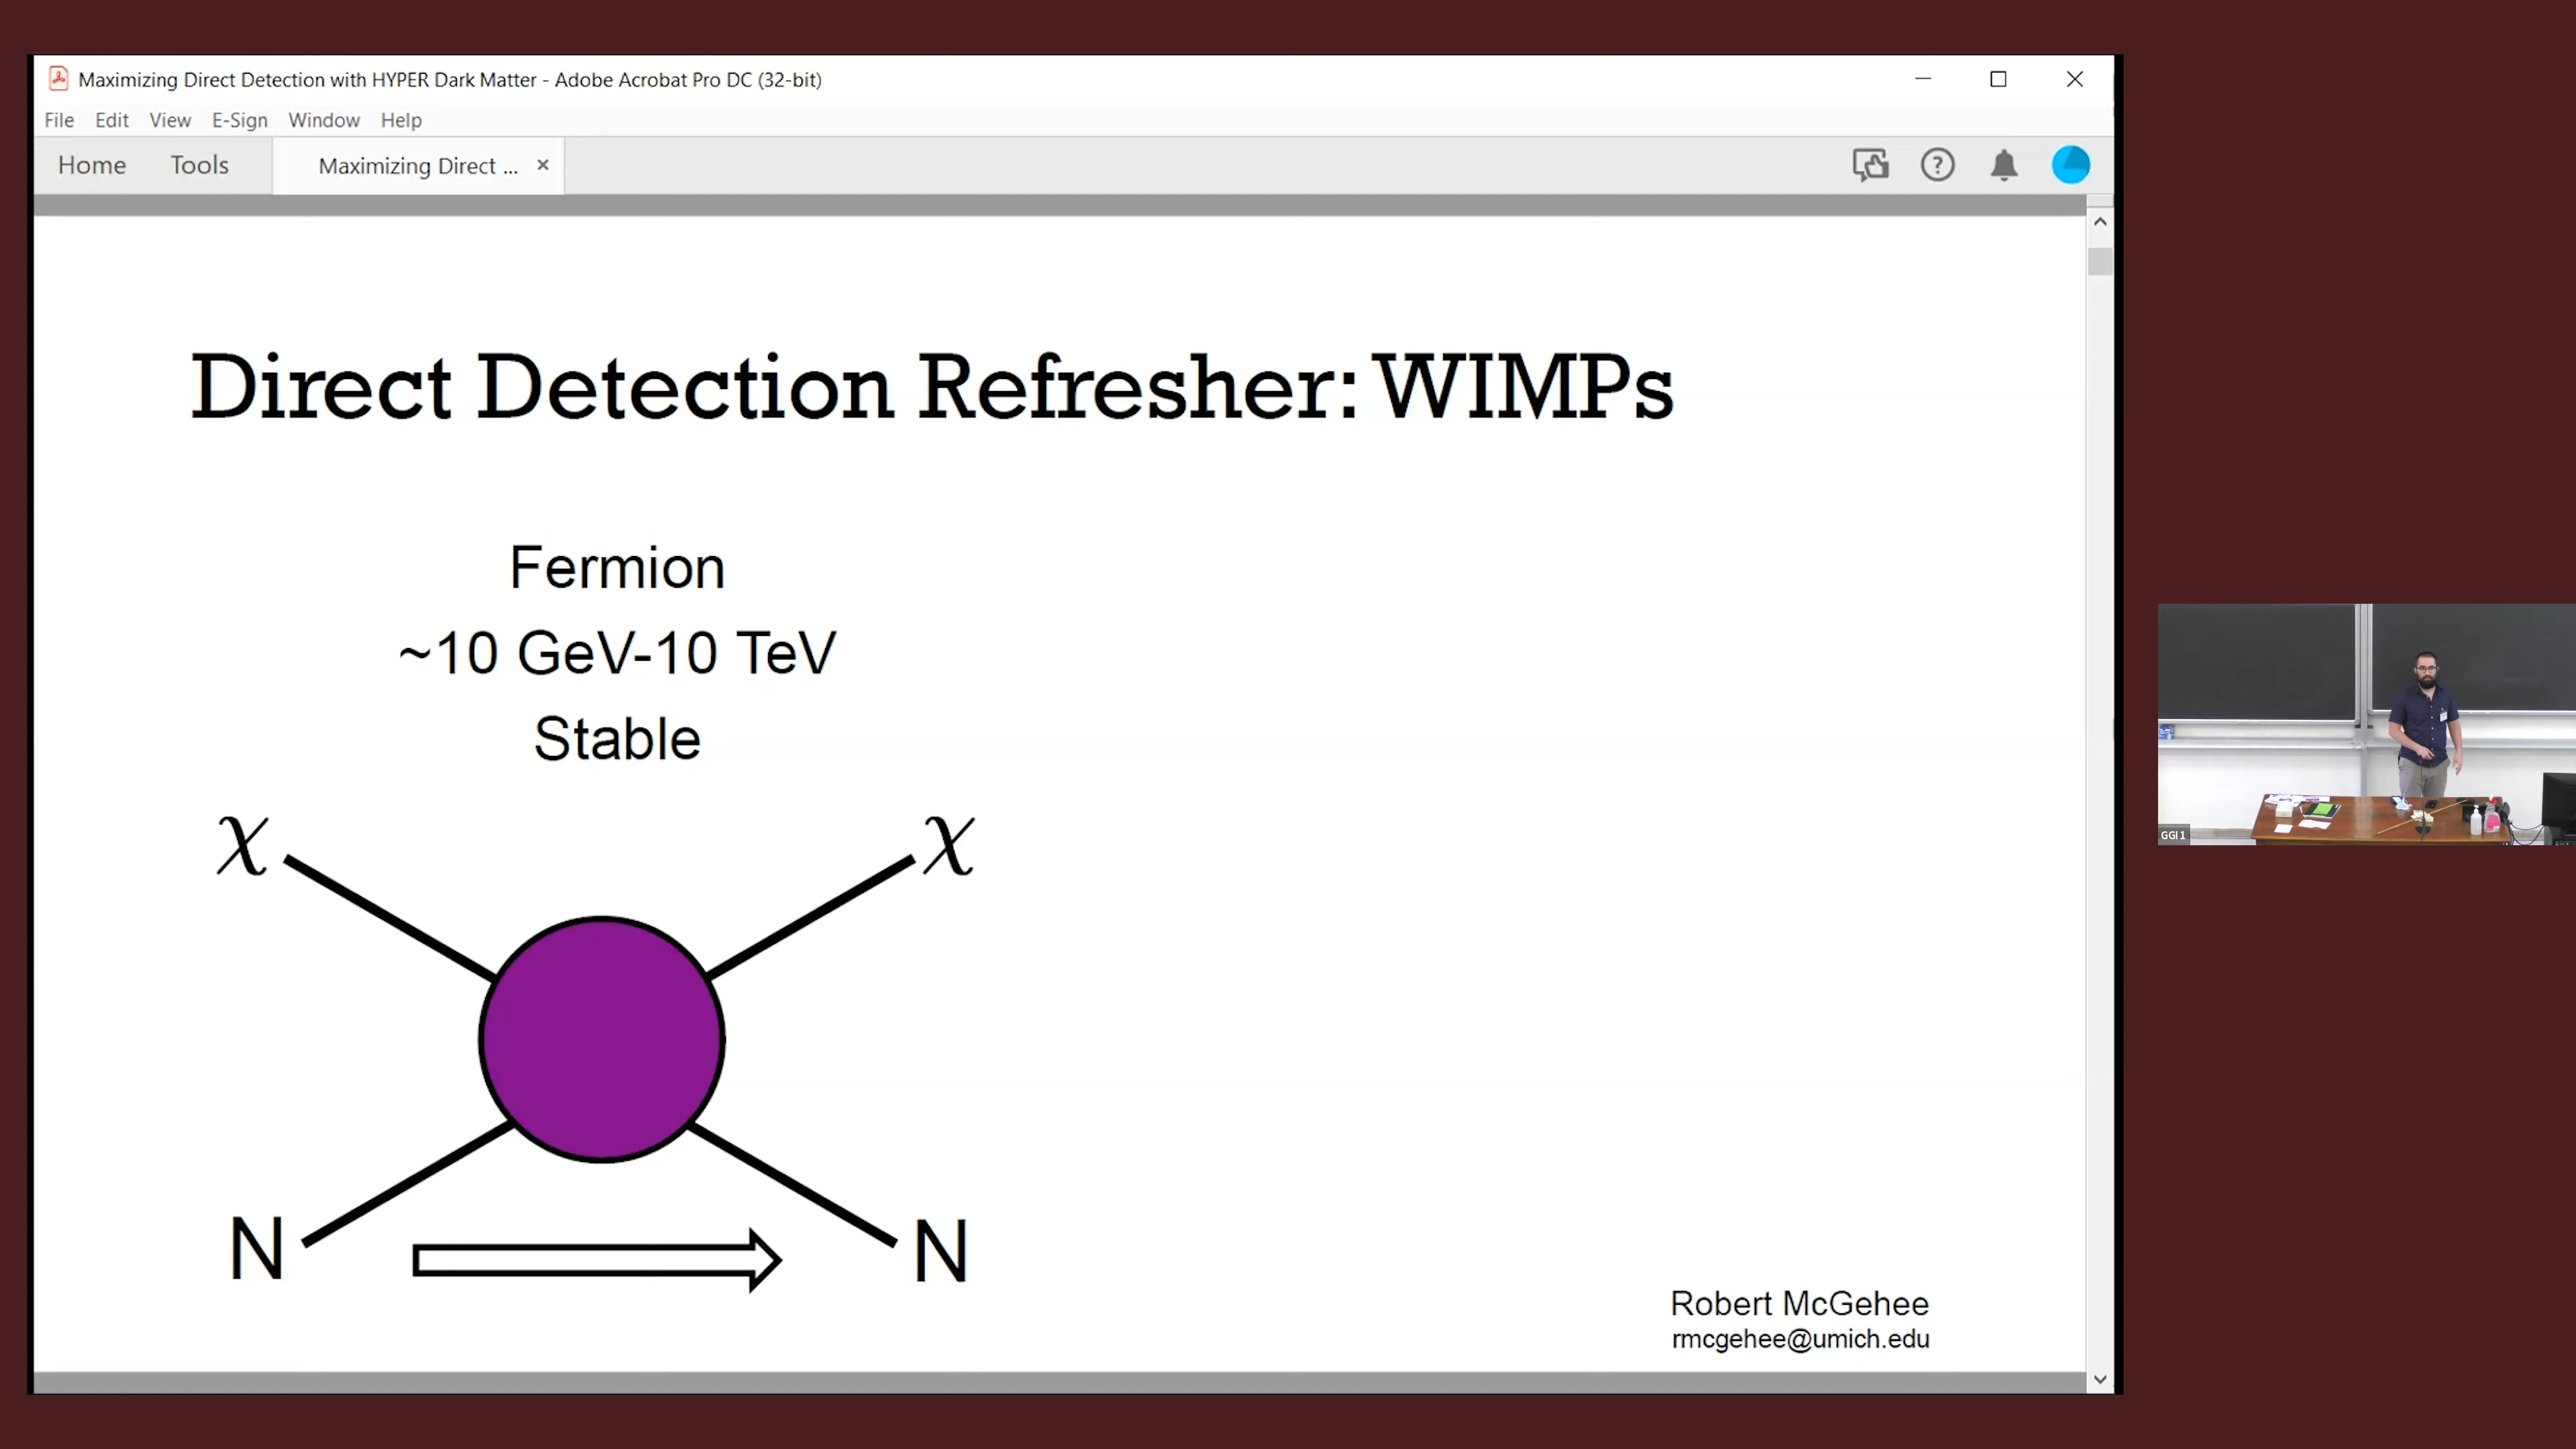 Maximizing Direct Detection with HYPER Dark Matter - Adobe Acrobat Pro DC (32-bit)
File Edit View E-Sign Window Help
Home Tools Maximizing Direct ...
Direct Detection Refresher: WIMPs
Fermion
~10 GeV-10 TeV
Stable
χ χ
N N
Robert McGehee
rmcgehee@umich.edu
GGI 1